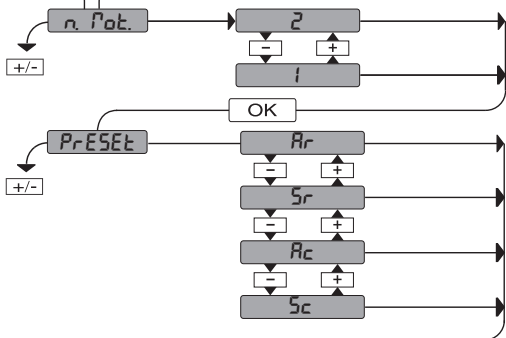 n. Mot.
2
- +
+/-
1
OK
PrESEt
Ar
- +
+/-
Sr
- +
Ac
- +
Sc